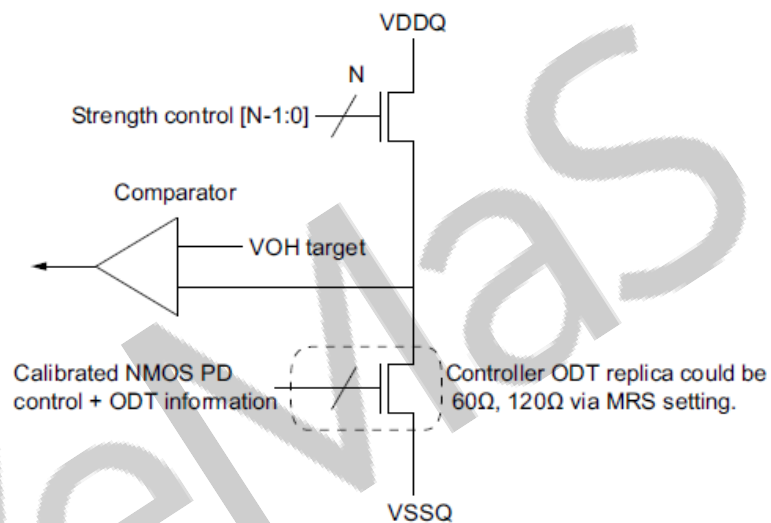 VDDQ
N
Strength control [N-1:0]
Comparator
VOH target
Calibrated NMOS PD
control + ODT information
Controller ODT replica could be
60Ω, 120Ω via MRS setting.
VSSQ
eMas